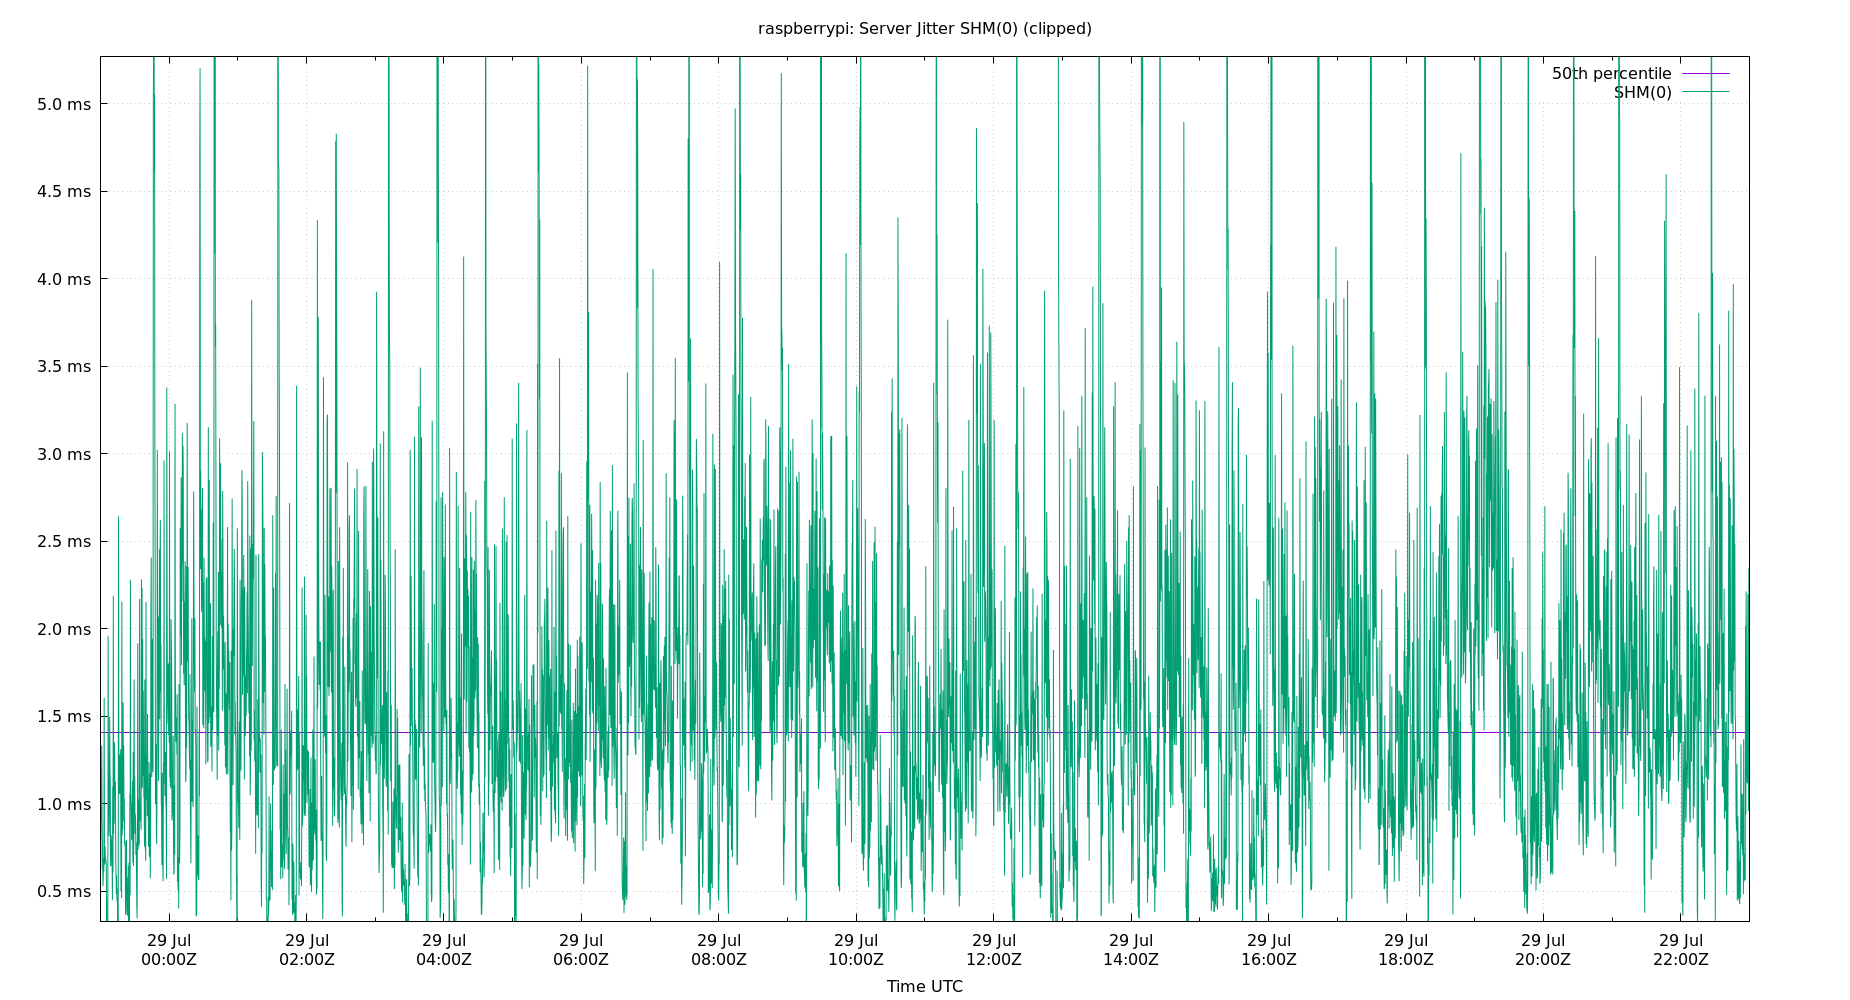 raspberrypi: Server Jitter SHM(0) (clipped)
50th percentile
SHM(0)
5.0 ms
4.5 ms
4.0 ms
3.5 ms
3.0 ms
2.5 ms
2.0 ms
1.5 ms
1.0 ms
0.5 ms
29 Jul 29 Jul 29 Jul 29 Jul 29 Jul 29 Jul 29 Jul 29 Jul 29 Jul 29 Jul 29 Jul 29 Jul
00:00Z 02:00Z 04:00Z 06:00Z 08:00Z 10:00Z 12:00Z 14:00Z 16:00Z 18:00Z 20:00Z 22:00Z
Time UTC